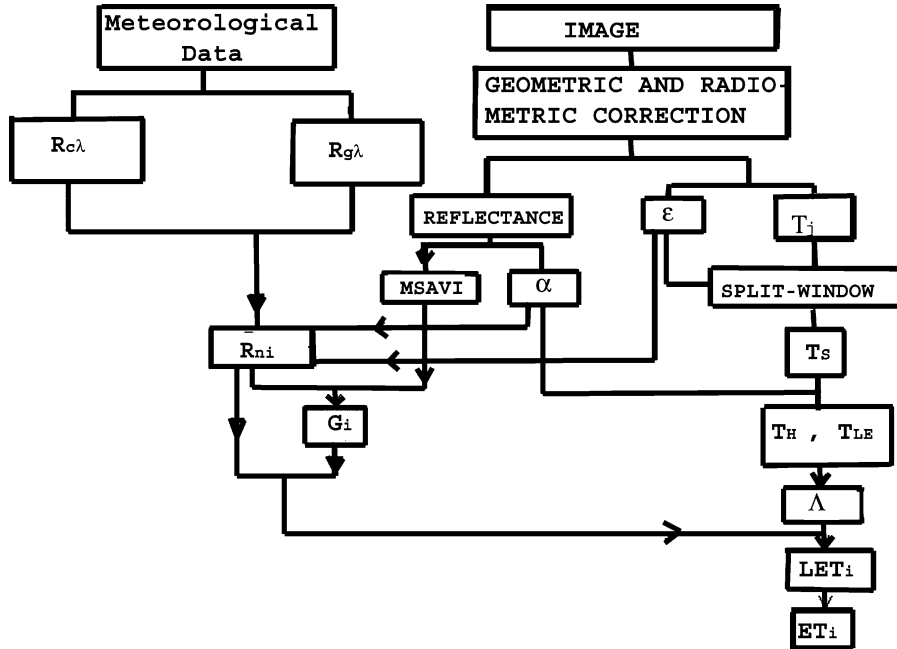 Meteorological
Data
IMAGE
GEOMETRIC AND RADIO-
METRIC CORRECTION
Rcλ
Rgλ
REFLECTANCE
ε
Tj
MSAVI
α
SPLIT-WINDOW
Rni
TS
Gi
TH , TLE
Λ
LETi
ETi